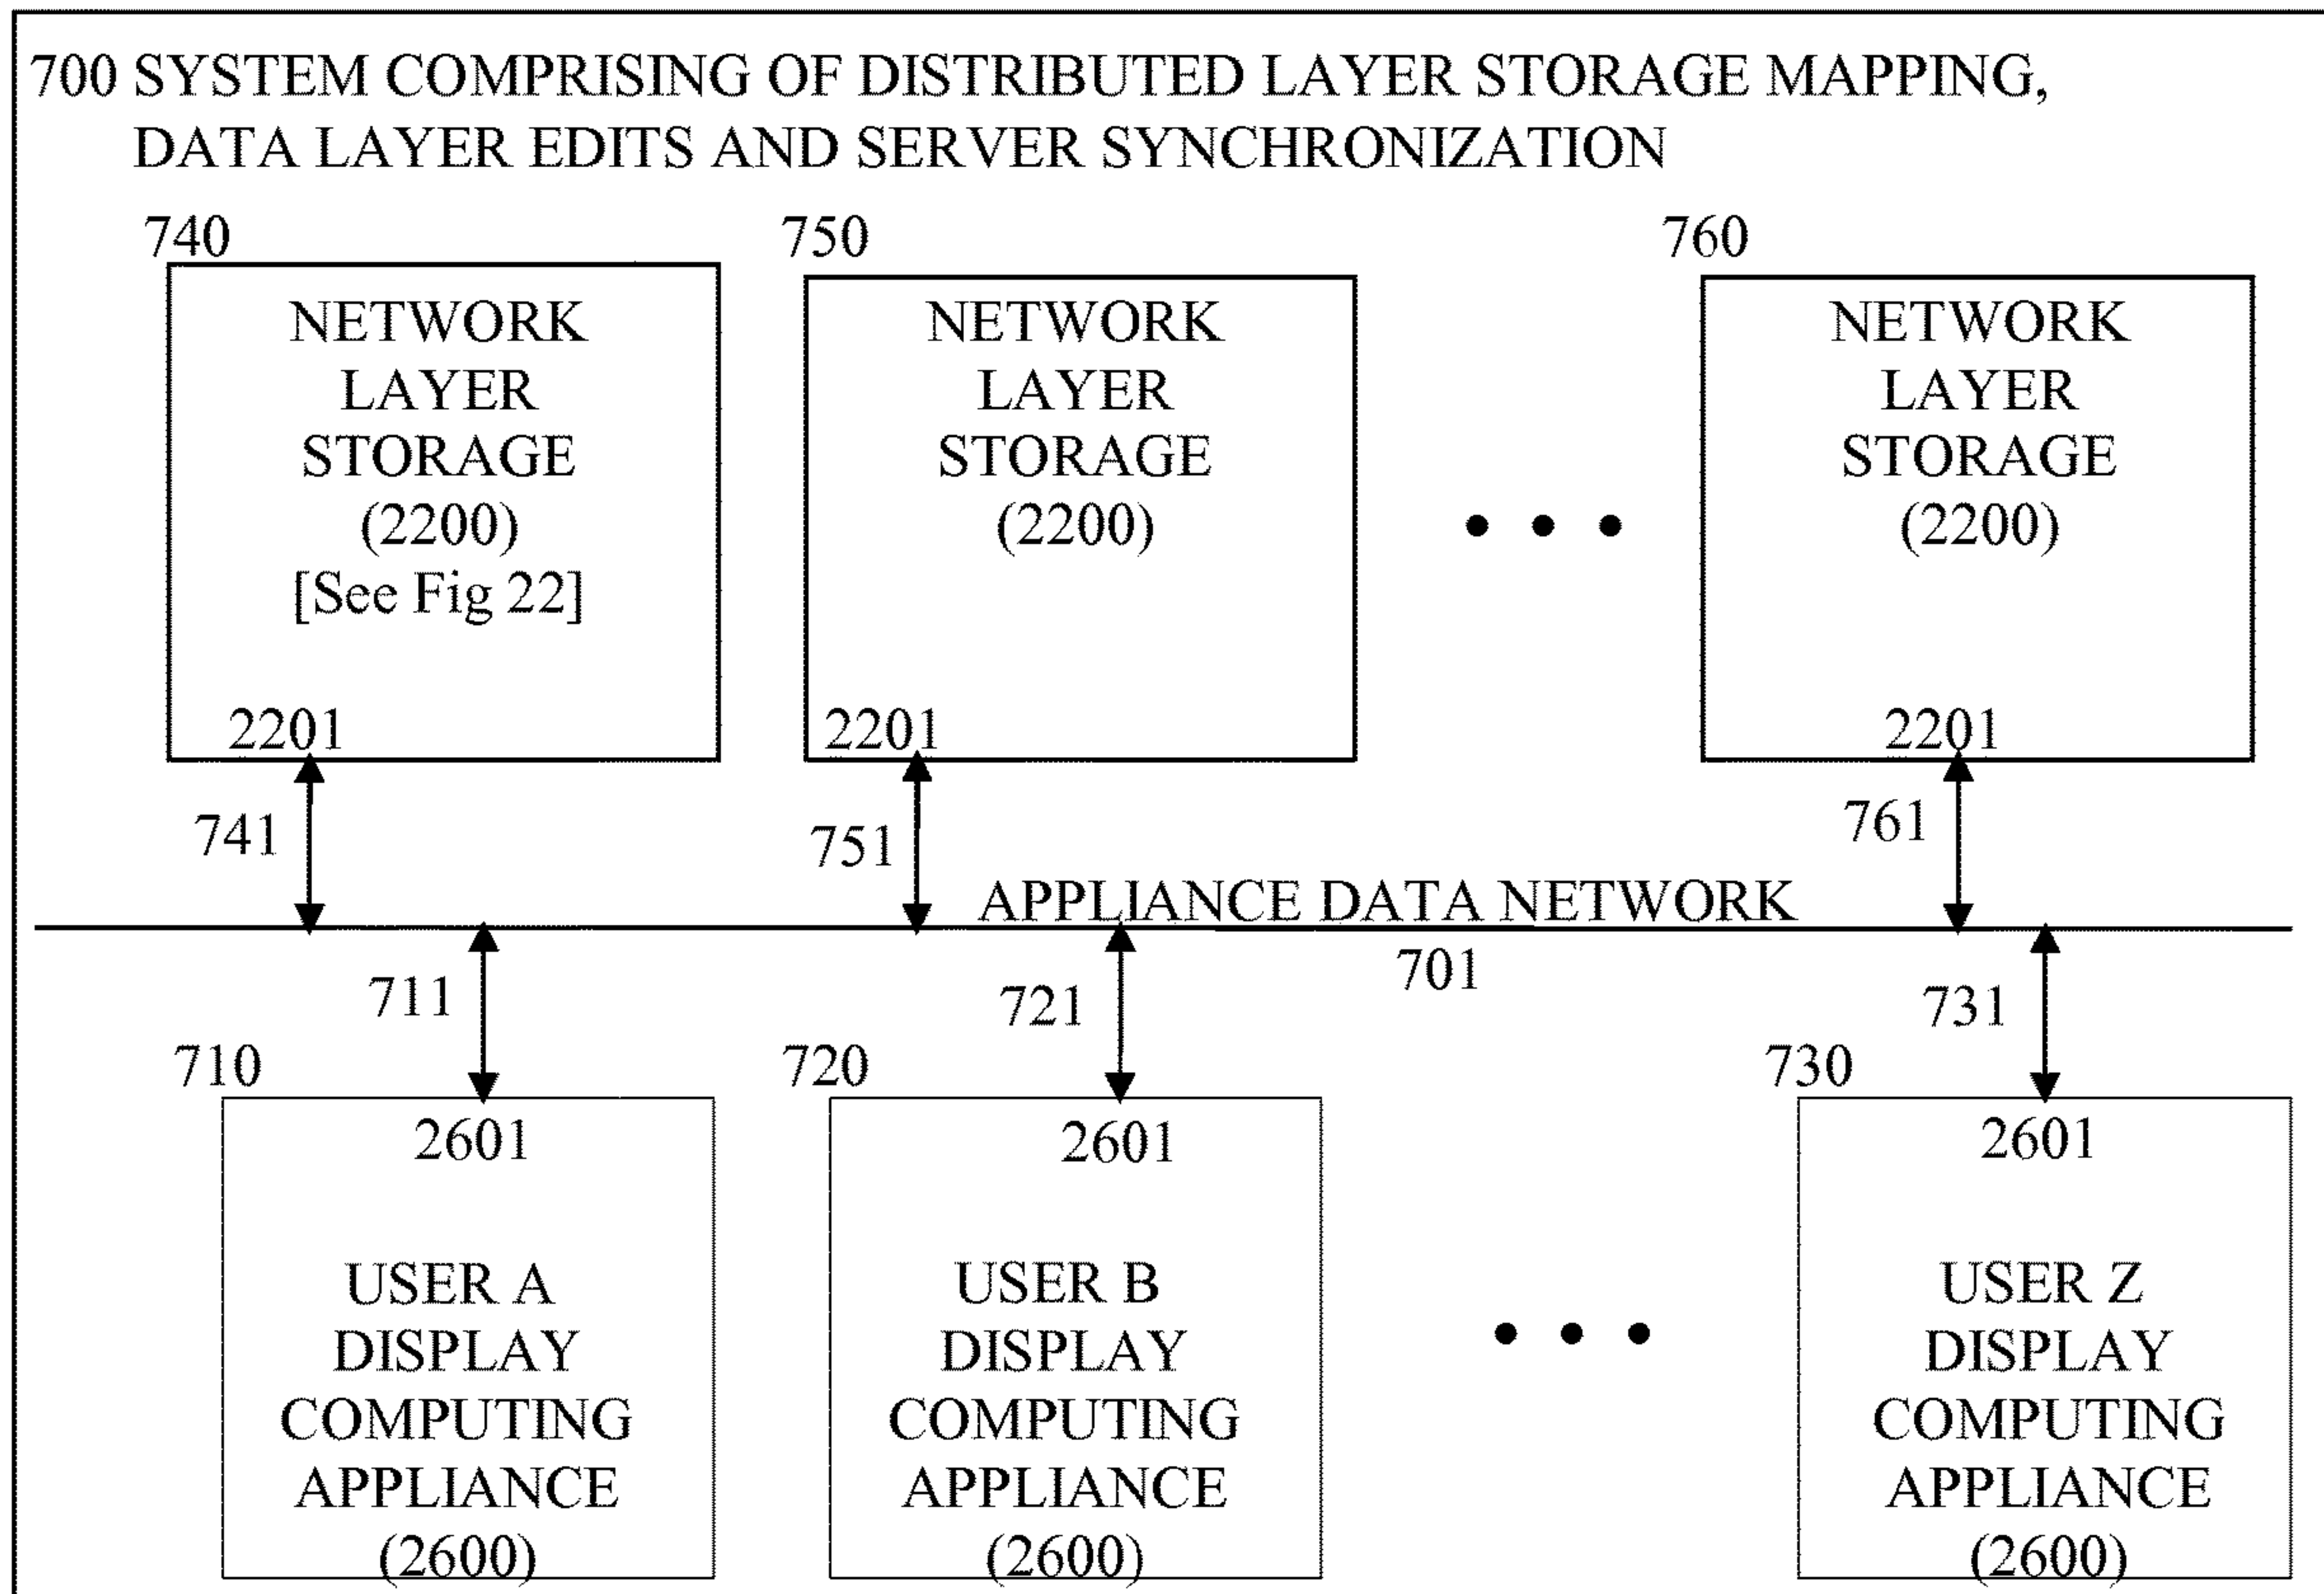 700 SYSTEM COMPRISING OF DISTRIBUTED LAYER STORAGE MAPPING,
DATA LAYER EDITS AND SERVER SYNCHRONIZATION
740
NETWORK
LAYER
STORAGE
(2200)
[See Fig 22]
2201
750
NETWORK
LAYER
STORAGE
(2200)
2201
• • •
760
NETWORK
LAYER
STORAGE
(2200)
2201
741
751
761
APPLIANCE DATA NETWORK
701
711
721
731
710
2601
USER A
DISPLAY
COMPUTING
APPLIANCE
(2600)
720
2601
USER B
DISPLAY
COMPUTING
APPLIANCE
(2600)
• • •
730
2601
USER Z
DISPLAY
COMPUTING
APPLIANCE
(2600)